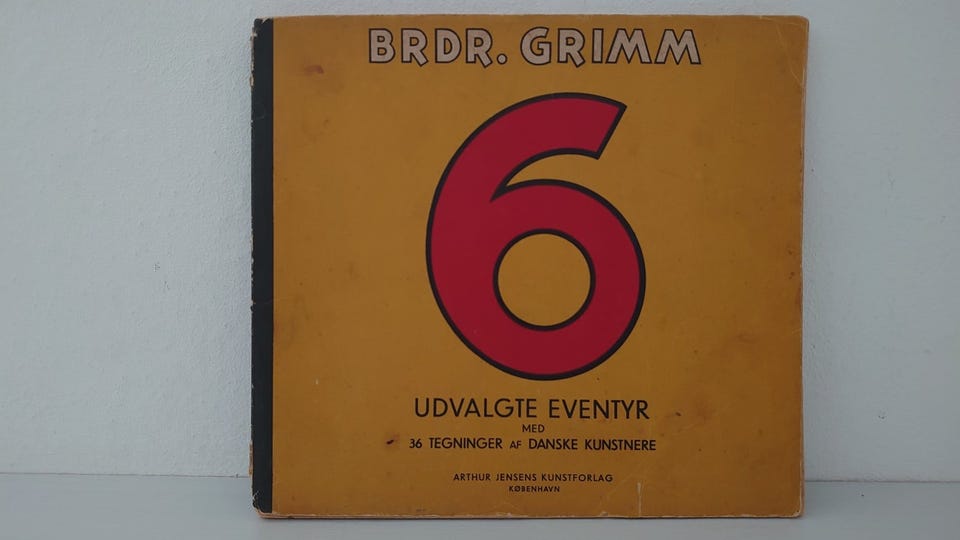 BRDR. GRIMM
6
UDVALGTE EVENTYR
MED
36 TEGNINGER AF DANSKE KUNSTNERE
ARTHUR JENSENS KUNSTFORLAG
KØBENHAVN